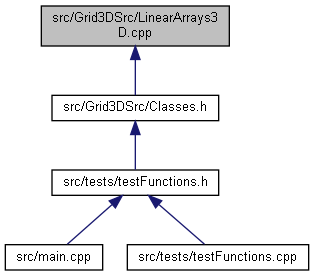 src/Grid3DSrc/LinearArrays3
D.cpp
src/Grid3DSrc/Classes.h
src/tests/testFunctions.h
src/main.cpp
src/tests/testFunctions.cpp